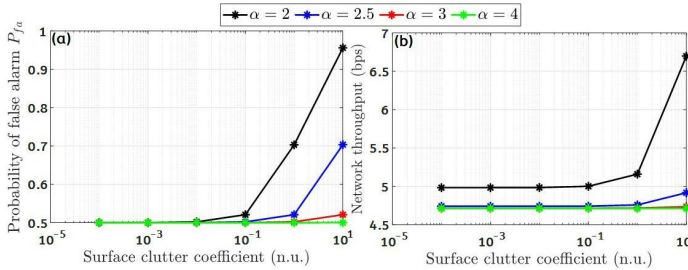 α = 2 α = 2.5 α = 3 α = 4
(a)
Probability of false alarm P_fa
1
0.9
0.8
0.7
0.6
0.5
10^-5 10^-3 10^-1 10^1
Surface clutter coefficient (n.u.)
(b)
Network throughput (bps)
7
6.5
6
5.5
5
4.5
10^-5 10^-3 10^-1 10^1
Surface clutter coefficient (n.u.)